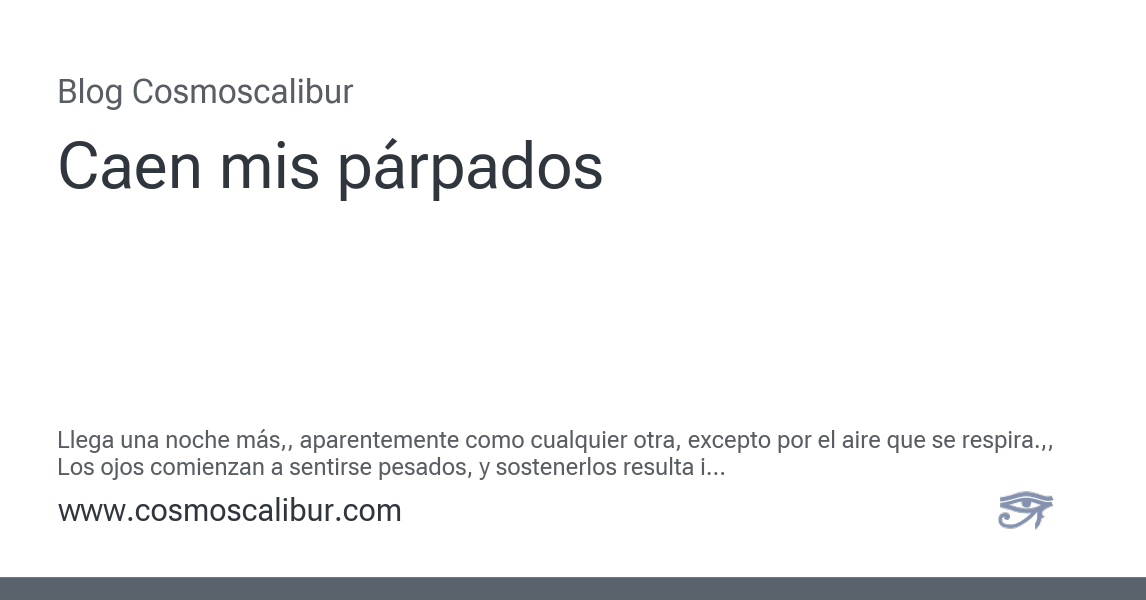 Blog Cosmoscalibur
Caen mis párpados
Llega una noche más,, aparentemente como cualquier otra, excepto por el aire que se respira.,,
Los ojos comienzan a sentirse pesados, y sostenerlos resulta i...
www.cosmoscalibur.com